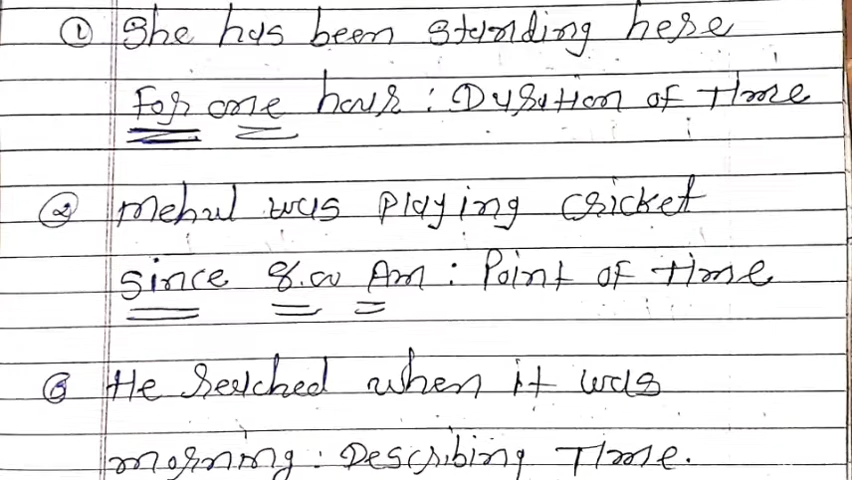 ① She has been standing here
For one hour : Duration of Time
② Mehul was playing cricket
since 8.00 Am : Point of time
③ He reached when it was
morning : Describing Time.